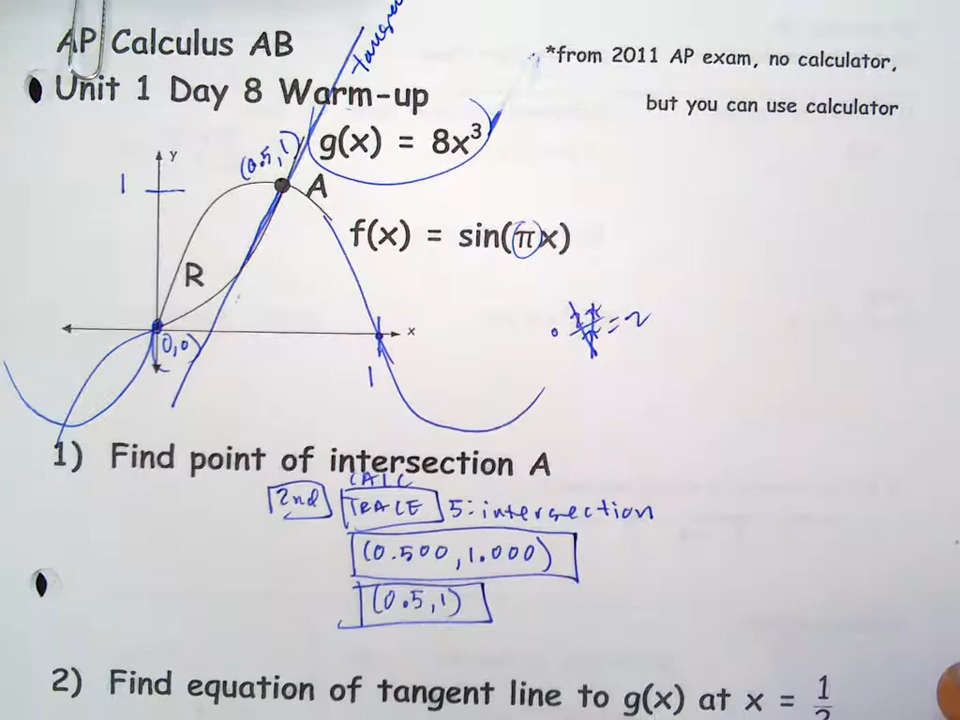 AP Calculus AB
Unit 1 Day 8 Warm-up
*from 2011 AP exam, no calculator,
but you can use calculator
g(x) = 8x³
(0.5,1)
y
1
A
f(x) = sin(πx)
R
x
(0,0)
1
2π/π = 2
1) Find point of intersection A
CALC
2nd TRACE 5: intersection
(0.500, 1.000)
(0.5,1)
2) Find equation of tangent line to g(x) at x = 1/2